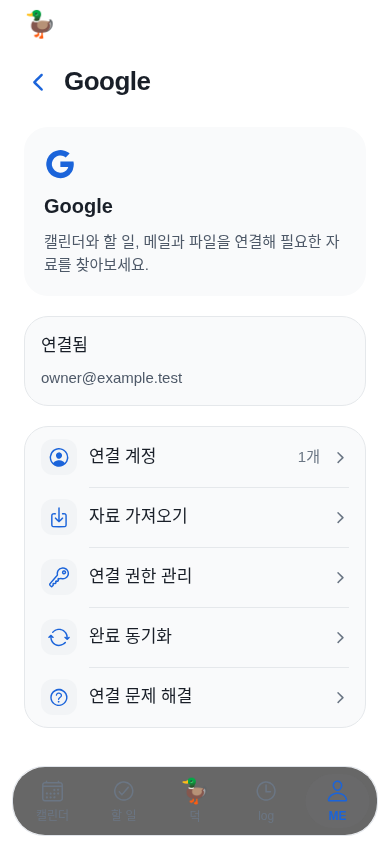 Google
Google
캘린더와 할 일, 메일과 파일을 연결해 필요한 자
료를 찾아보세요.
연결됨
owner@example.test
연결 계정 1개
자료 가져오기
연결 권한 관리
완료 동기화
연결 문제 해결
캘린더 할 일 덕 log ME